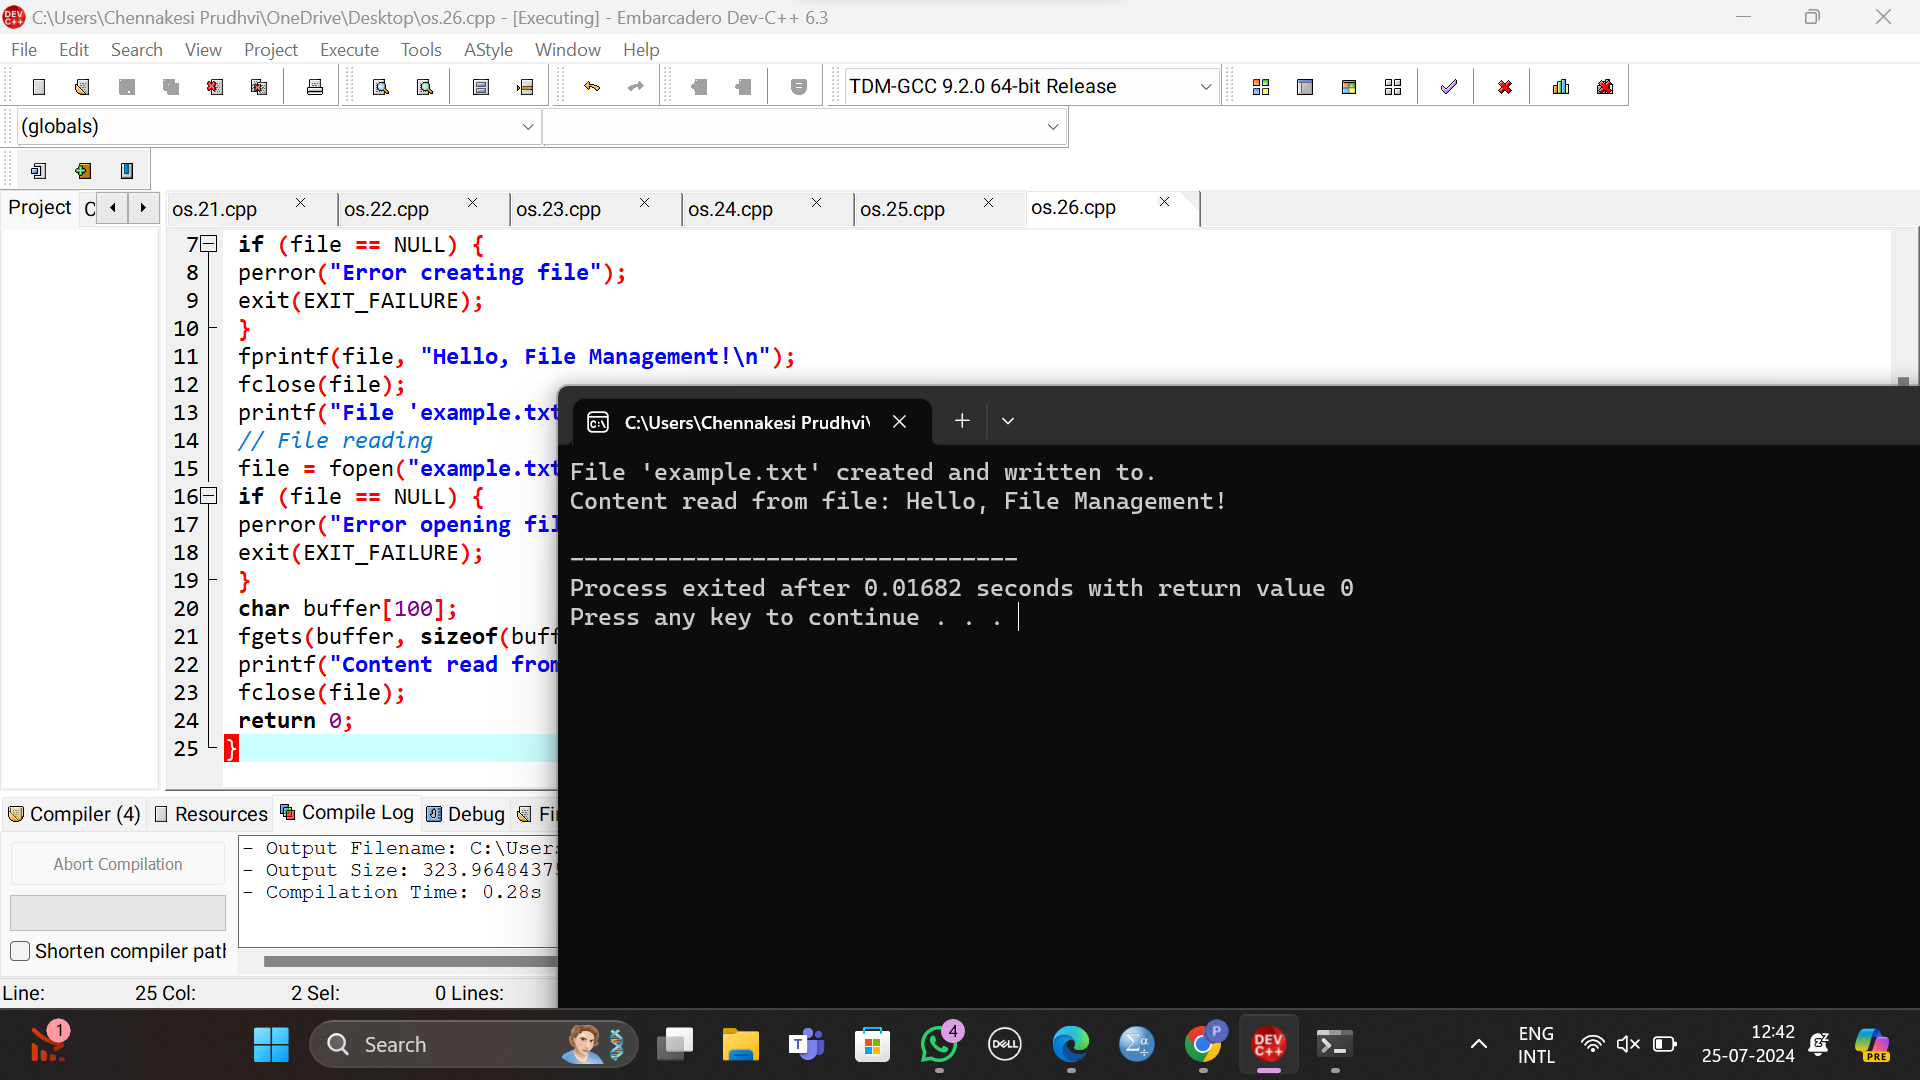 C:\Users\Chennakesi Prudhvi\OneDrive\Desktop\os.26.cpp - [Executing] - Embarcadero Dev-C++ 6.3
File Edit Search View Project Execute Tools AStyle Window Help
TDM-GCC 9.2.0 64-bit Release
(globals)
Project
os.21.cpp os.22.cpp os.23.cpp os.24.cpp os.25.cpp os.26.cpp
7 if (file == NULL) {
8 perror("Error creating file");
9 exit(EXIT_FAILURE);
10 }
11 fprintf(file, "Hello, File Management!\n");
12 fclose(file);
13 printf("File 'example.txt
14 // File reading
15 file = fopen("example.txt
16 if (file == NULL) {
17 perror("Error opening fil
18 exit(EXIT_FAILURE);
19 }
20 char buffer[100];
21 fgets(buffer, sizeof(buff
22 printf("Content read from
23 fclose(file);
24 return 0;
25 }
C:\Users\Chennakesi Prudhvi\
File 'example.txt' created and written to.
Content read from file: Hello, File Management!
--------------------------------
Process exited after 0.01682 seconds with return value 0
Press any key to continue . . .
Compiler (4) Resources Compile Log Debug
Abort Compilation
Shorten compiler path
- Output Filename: C:\Users
- Output Size: 323.96484375
- Compilation Time: 0.28s
Line: 25 Col: 2 Sel: 0 Lines:
1
Search
4
DELL
P
DEV
C++
ENG
INTL
12:42
25-07-2024
PRE